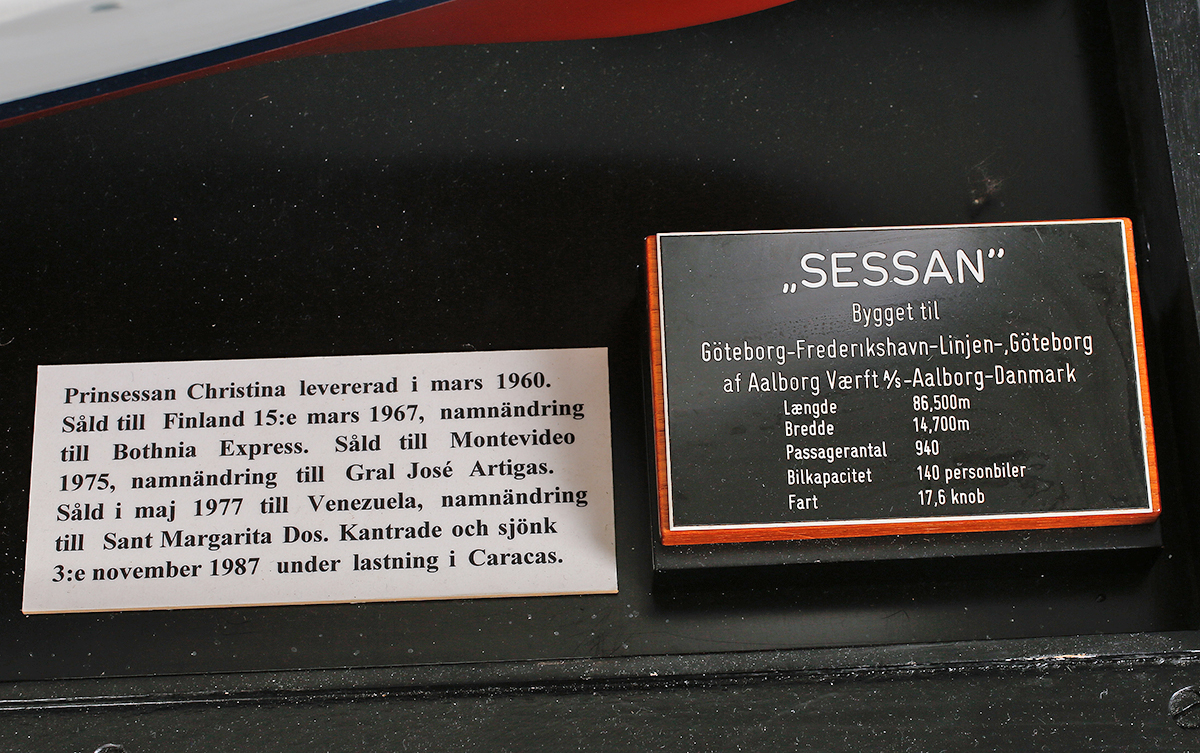 Prinsessan Christina levererad i mars 1960.
Såld till Finland 15:e mars 1967, namnändring
till Bothnia Express. Såld till Montevideo
1975, namnändring till Gral José Artigas.
Såld i maj 1977 till Venezuela, namnändring
till Sant Margarita Dos. Kantrade och sjönk
3:e november 1987 under lastning i Caracas.
„SESSAN”
Bygget til
Göteborg-Frederikshavn-Linjen-,Göteborg
af Aalborg Værft A/S-Aalborg-Danmark
Længde 86,500m
Bredde 14,700m
Passagerantal 940
Bilkapacitet 140 personbiler
Fart 17,6 knob